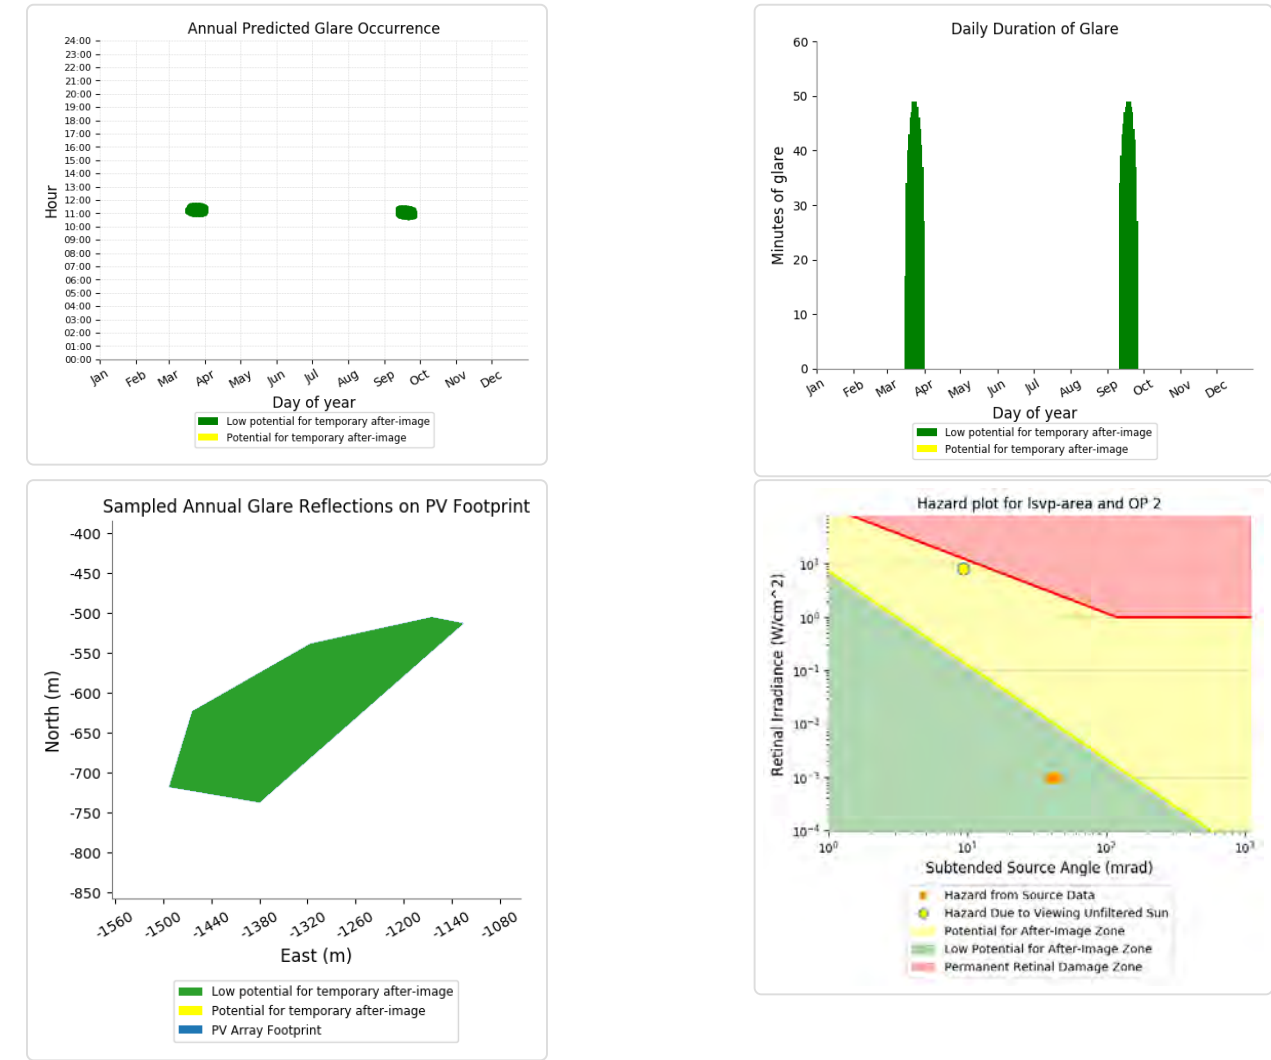 Annual Predicted Glare Occurrence
24:00
23:00
22:00
21:00
20:00
19:00
18:00
17:00
16:00
15:00
14:00
13:00
12:00
11:00
10:00
09:00
08:00
07:00
06:00
05:00
04:00
03:00
02:00
01:00
00:00
Hour
Jan Feb Mar Apr May Jun Jul Aug Sep Oct Nov Dec
Day of year
Low potential for temporary after-image
Potential for temporary after-image
Daily Duration of Glare
60
50
40
30
20
10
0
Minutes of glare
Jan Feb Mar Apr May Jun Jul Aug Sep Oct Nov Dec
Day of year
Low potential for temporary after-image
Potential for temporary after-image
Sampled Annual Glare Reflections on PV Footprint
-400
-450
-500
-550
-600
-650
-700
-750
-800
-850
North (m)
-1560 -1500 -1440 -1380 -1320 -1260 -1200 -1140 -1080
East (m)
Low potential for temporary after-image
Potential for temporary after-image
PV Array Footprint
Hazard plot for lsvp-area and OP 2
10¹
10⁰
10⁻¹
10⁻²
10⁻³
10⁻⁴
Retinal Irradiance (W/cm^2)
10⁰ 10¹ 10² 10³
Subtended Source Angle (mrad)
Hazard from Source Data
Hazard Due to Viewing Unfiltered Sun
Potential for After-Image Zone
Low Potential for After-Image Zone
Permanent Retinal Damage Zone